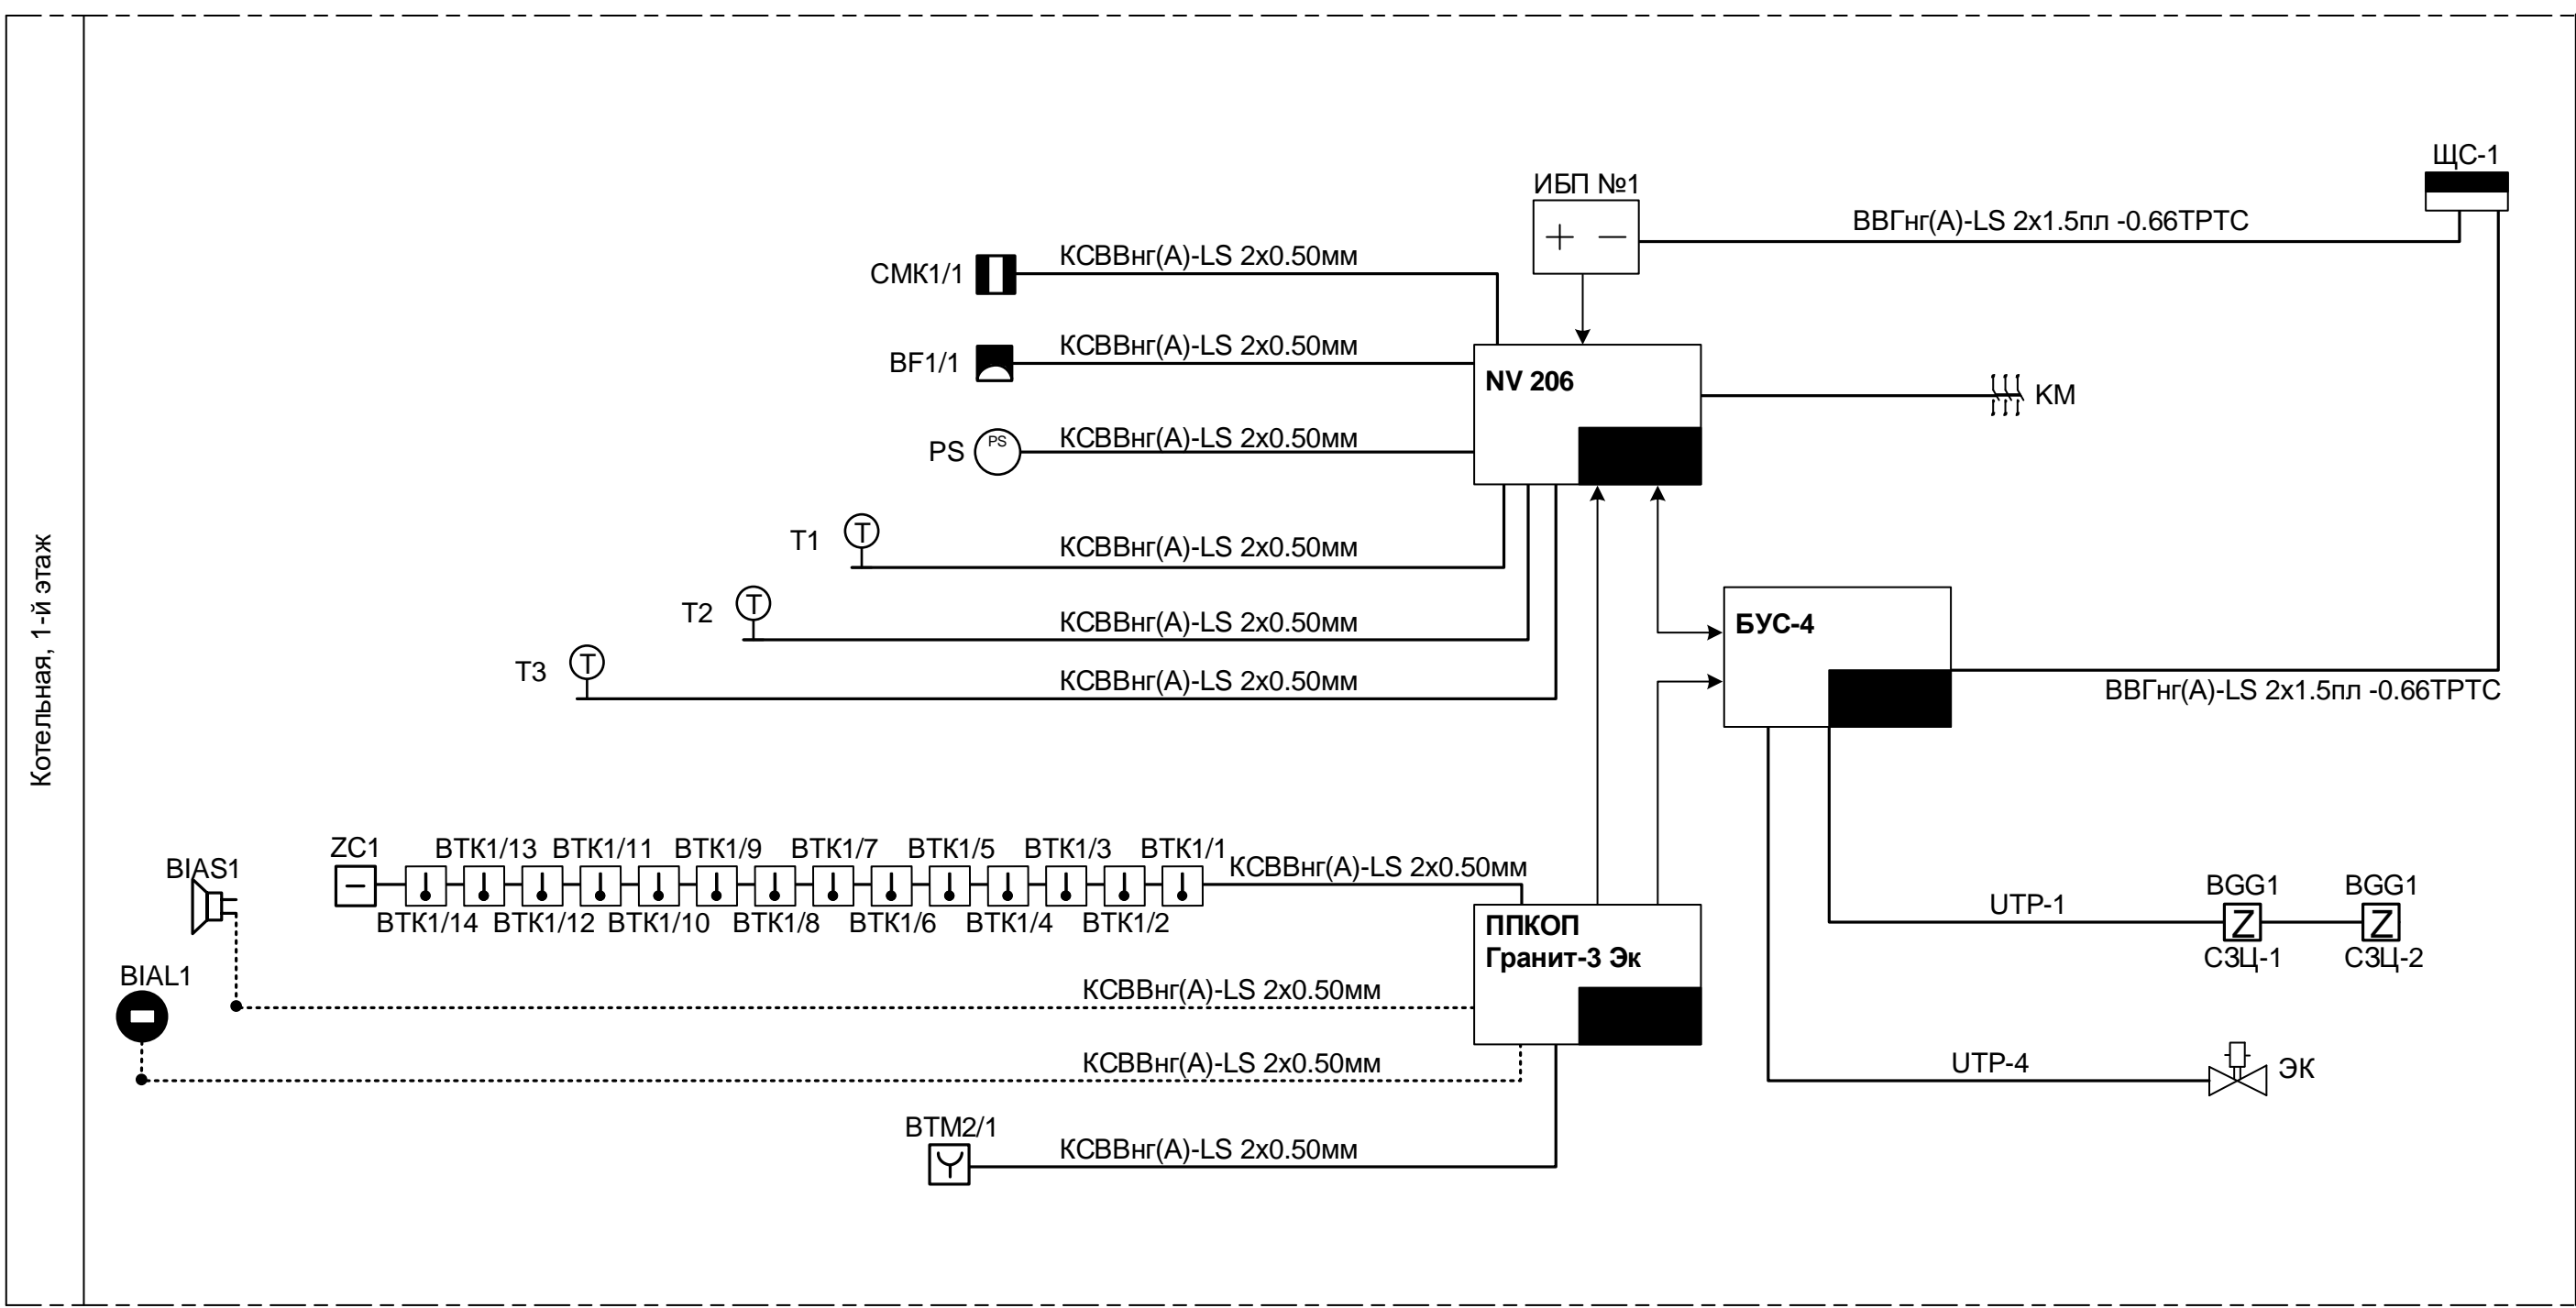 Котельная, 1-й этаж
ЩС-1
ИБП №1
ВВГнг(А)-LS 2х1.5пл -0.66ТРТС
СМК1/1
КСВВнг(А)-LS 2х0.50мм
BF1/1
КСВВнг(А)-LS 2х0.50мм
NV 206
КМ
PS
PS
КСВВнг(А)-LS 2х0.50мм
Т1
Т
КСВВнг(А)-LS 2х0.50мм
Т2
Т
КСВВнг(А)-LS 2х0.50мм
БУС-4
Т3
Т
КСВВнг(А)-LS 2х0.50мм
ВВГнг(А)-LS 2х1.5пл -0.66ТРТС
ZC1
ВТК1/13
ВТК1/11
ВТК1/9
ВТК1/7
ВТК1/5
ВТК1/3
ВТК1/1
КСВВнг(А)-LS 2х0.50мм
BIAS1
ВТК1/14
ВТК1/12
ВТК1/10
ВТК1/8
ВТК1/6
ВТК1/4
ВТК1/2
ППКОП
Гранит-3 Эк
UTP-1
BGG1
Z
СЗЦ-1
BGG1
Z
СЗЦ-2
BIAL1
КСВВнг(А)-LS 2х0.50мм
КСВВнг(А)-LS 2х0.50мм
UTP-4
ЭК
ВТМ2/1
КСВВнг(А)-LS 2х0.50мм